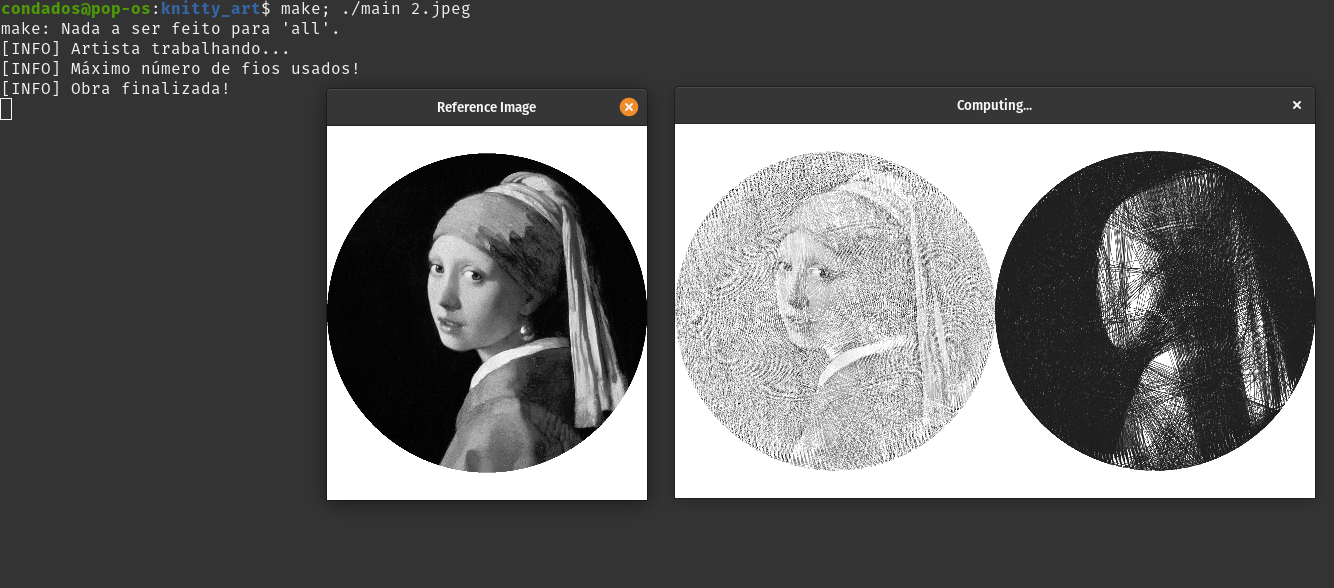 condados@pop-os:knitty_art$ make; ./main 2.jpeg
make: Nada a ser feito para 'all'.
[INFO] Artista trabalhando...
[INFO] Máximo número de fios usados!
[INFO] Obra finalizada!
Reference Image
Computing...